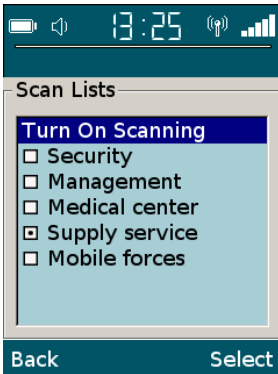 13:25
Scan Lists
Turn On Scanning
Security
Management
Medical center
Supply service
Mobile forces
Back Select